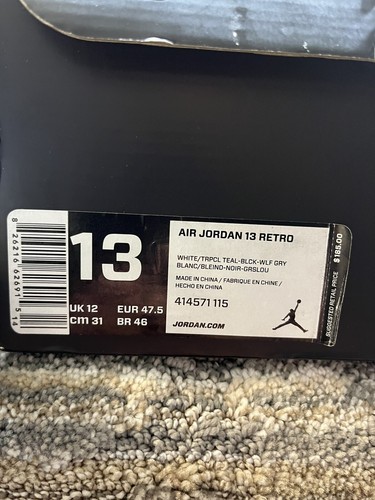 13
UK 12 EUR 47.5
cm 31 BR 46
AIR JORDAN 13 RETRO
WHITE/TRPCL TEAL-BLCK-WLF GRY
BLANC/BLEIND-NOIR-GRSLOU
MADE IN CHINA / FABRIQUE EN CHINE /
HECHO EN CHINA
414571 115
JORDAN.COM
SUGGESTED RETAIL PRICE $185.00